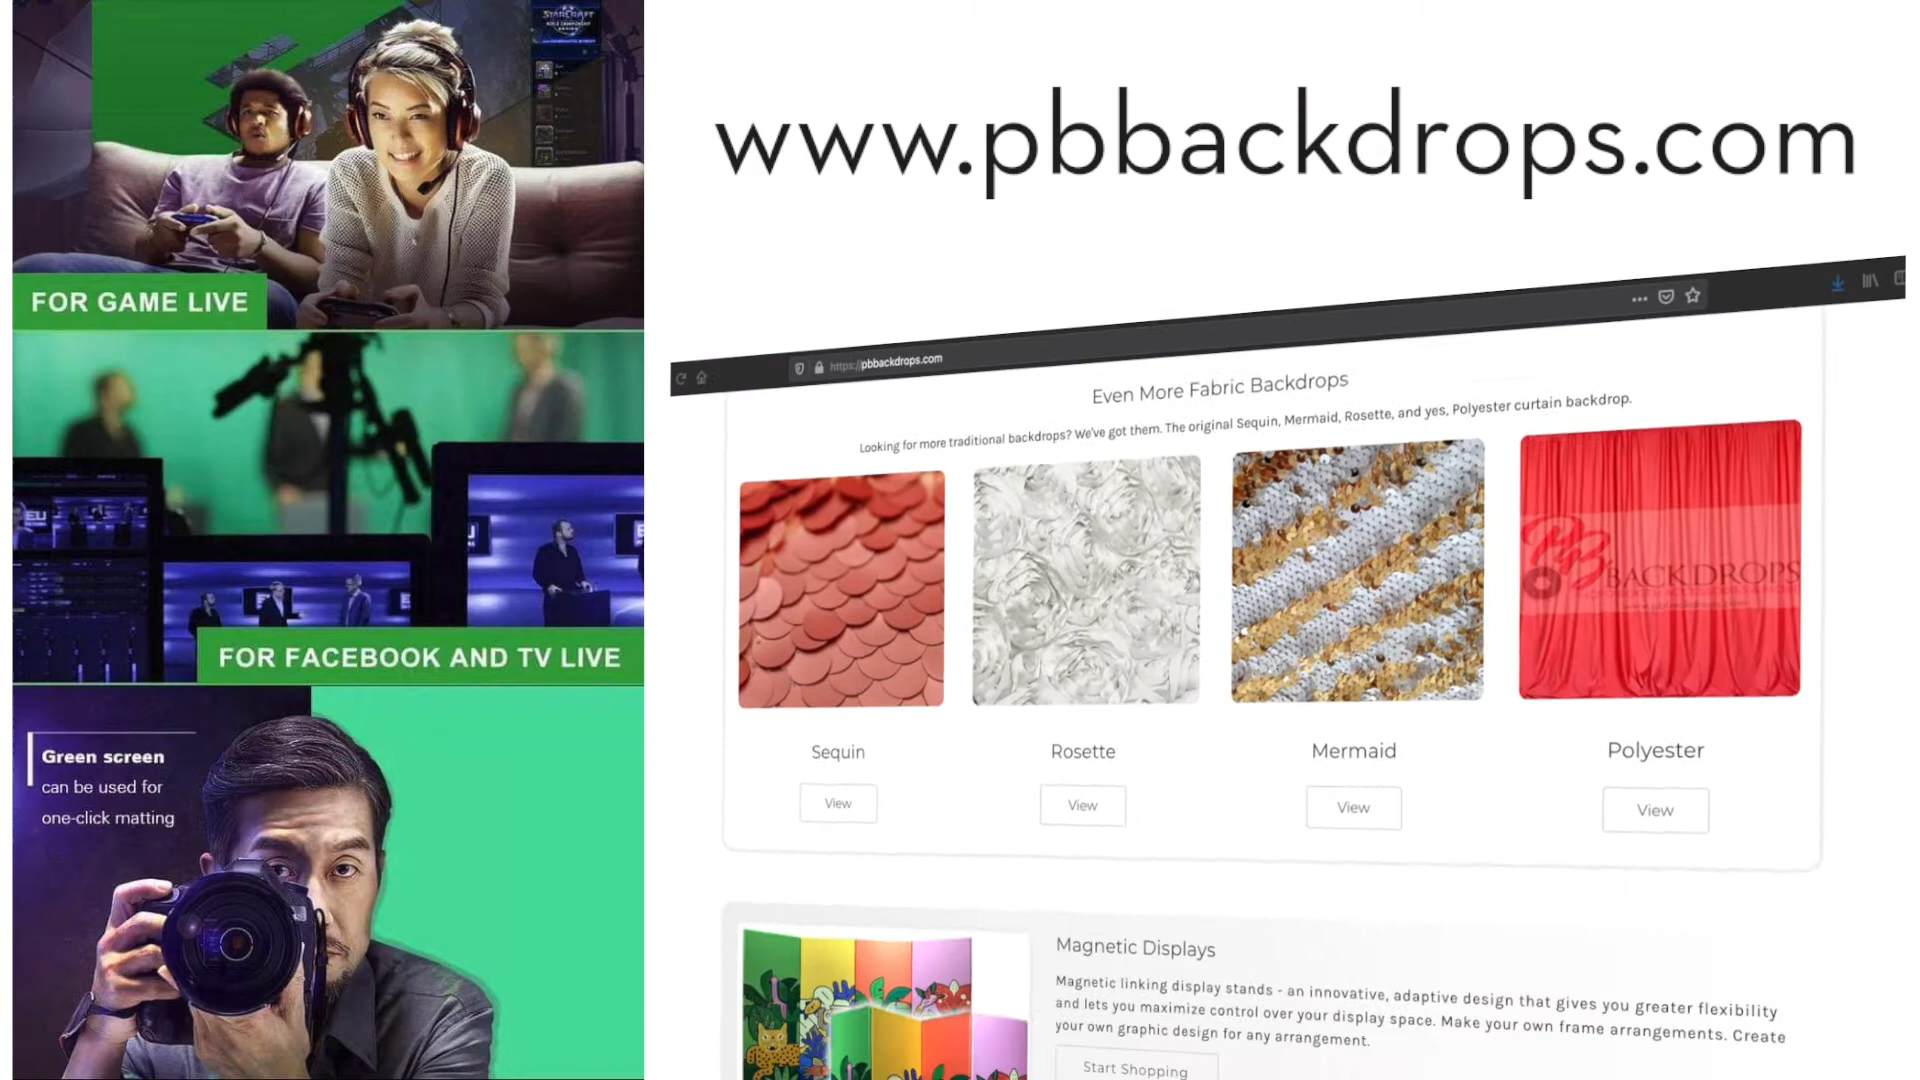 STARCRAFT
WORLD CHAMPIONSHIP
FOR GAME LIVE
FOR FACEBOOK AND TV LIVE
Green screen
can be used for
one-click matting
www.pbbackdrops.com
https://pbbackdrops.com
Even More Fabric Backdrops
Looking for more traditional backdrops? We've got them. The original Sequin, Mermaid, Rosette, and yes, Polyester curtain backdrop.
BACKDROPS
Sequin
Rosette
Mermaid
Polyester
View
View
View
View
Magnetic Displays
Magnetic linking display stands - an innovative, adaptive design that gives you greater flexibility
and lets you maximize control over your display space. Make your own frame arrangements. Create
your own graphic design for any arrangement.
Start Shopping